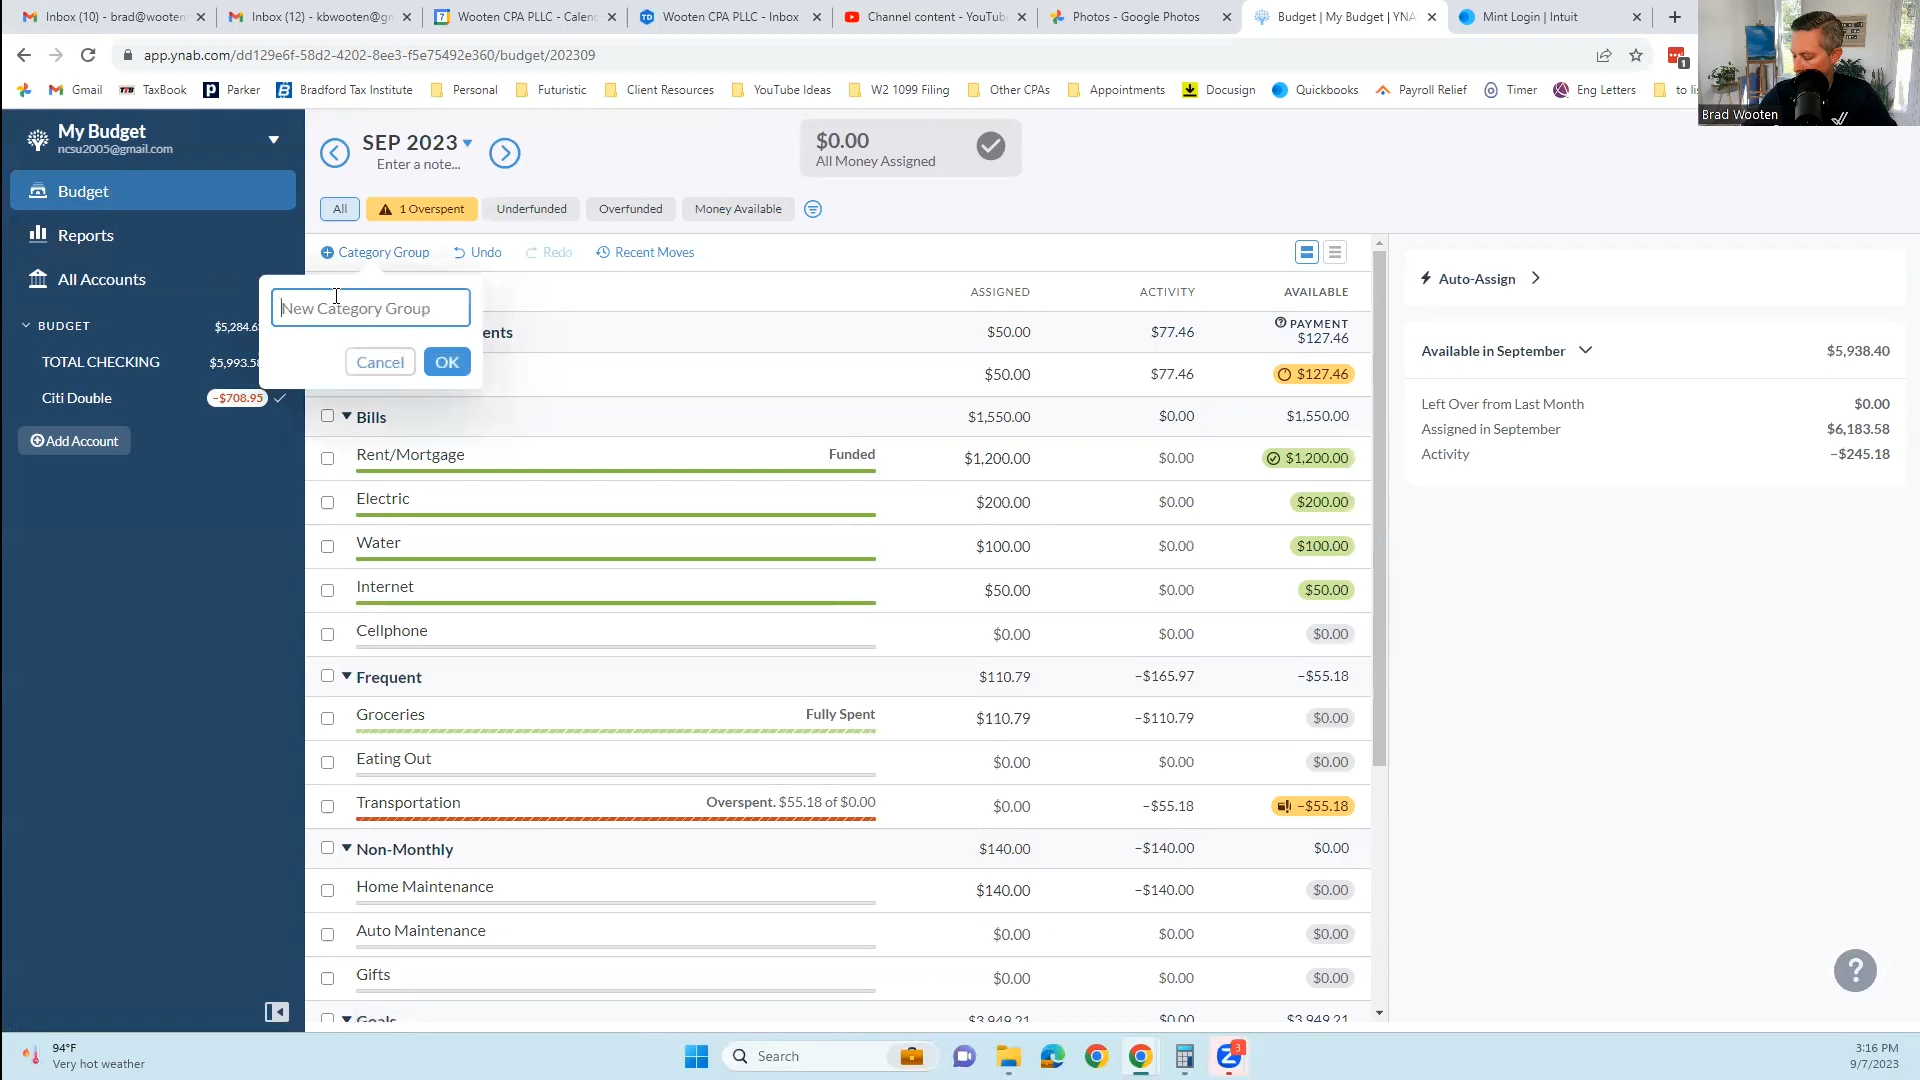 Inbox (10) - brad@wooten
Inbox (12) - kbwooten@gm
Wooten CPA PLLC - Calend
Wooten CPA PLLC - Inbox
Channel content - YouTube
Photos - Google Photos
Budget | My Budget | YNAB
Mint Login | Intuit
app.ynab.com/dd129e6f-58d2-4202-8ee3-f5e75492e360/budget/202309
Gmail
TaxBook
Parker
Bradford Tax Institute
Personal
Futuristic
Client Resources
YouTube Ideas
W2 1099 Filing
Other CPAs
Appointments
Docusign
Quickbooks
Payroll Relief
Timer
Eng Letters
Brad Wooten
My Budget
ncsu2005@gmail.com
Budget
Reports
All Accounts
BUDGET
TOTAL CHECKING
Citi Double −$708.95
Add Account
SEP 2023
Enter a note...
$0.00
All Money Assigned
All
1 Overspent
Underfunded
Overfunded
Money Available
Category Group
Undo
Redo
Recent Moves
New Category Group
Cancel
OK
ASSIGNED ACTIVITY AVAILABLE
ents $50.00 $77.46 PAYMENT
$127.46
$50.00 $77.46 $127.46
Bills $1,550.00 $0.00 $1,550.00
Rent/Mortgage Funded $1,200.00 $0.00 $1,200.00
Electric $200.00 $0.00 $200.00
Water $100.00 $0.00 $100.00
Internet $50.00 $0.00 $50.00
Cellphone $0.00 $0.00 $0.00
Frequent $110.79 −$165.97 −$55.18
Groceries Fully Spent $110.79 −$110.79 $0.00
Eating Out $0.00 $0.00 $0.00
Transportation Overspent. $55.18 of $0.00 $0.00 −$55.18 −$55.18
Non-Monthly $140.00 −$140.00 $0.00
Home Maintenance $140.00 −$140.00 $0.00
Auto Maintenance $0.00 $0.00 $0.00
Gifts $0.00 $0.00 $0.00
Goals $3,949.21 $0.00 $3,949.21
Auto-Assign
Available in September $5,938.40
Left Over from Last Month $0.00
Assigned in September $6,183.58
Activity −$245.18
94°F
Very hot weather
Search
3
3:16 PM
9/7/2023